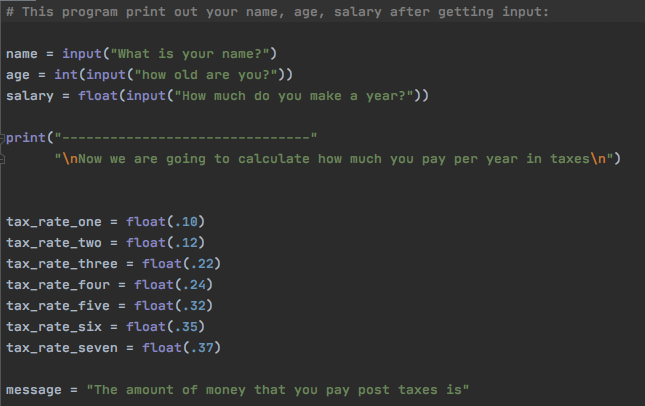 # This program print out your name, age, salary after getting input:
name = input("What is your name?")
age = int(input("how old are you?"))
salary = float(input("How much do you make a year?"))
print("-------------------------------"
"\nNow we are going to calculate how much you pay per year in taxes\n")
tax_rate_one = float(.10)
tax_rate_two = float(.12)
tax_rate_three = float(.22)
tax_rate_four = float(.24)
tax_rate_five = float(.32)
tax_rate_six = float(.35)
tax_rate_seven = float(.37)
message = "The amount of money that you pay post taxes is"